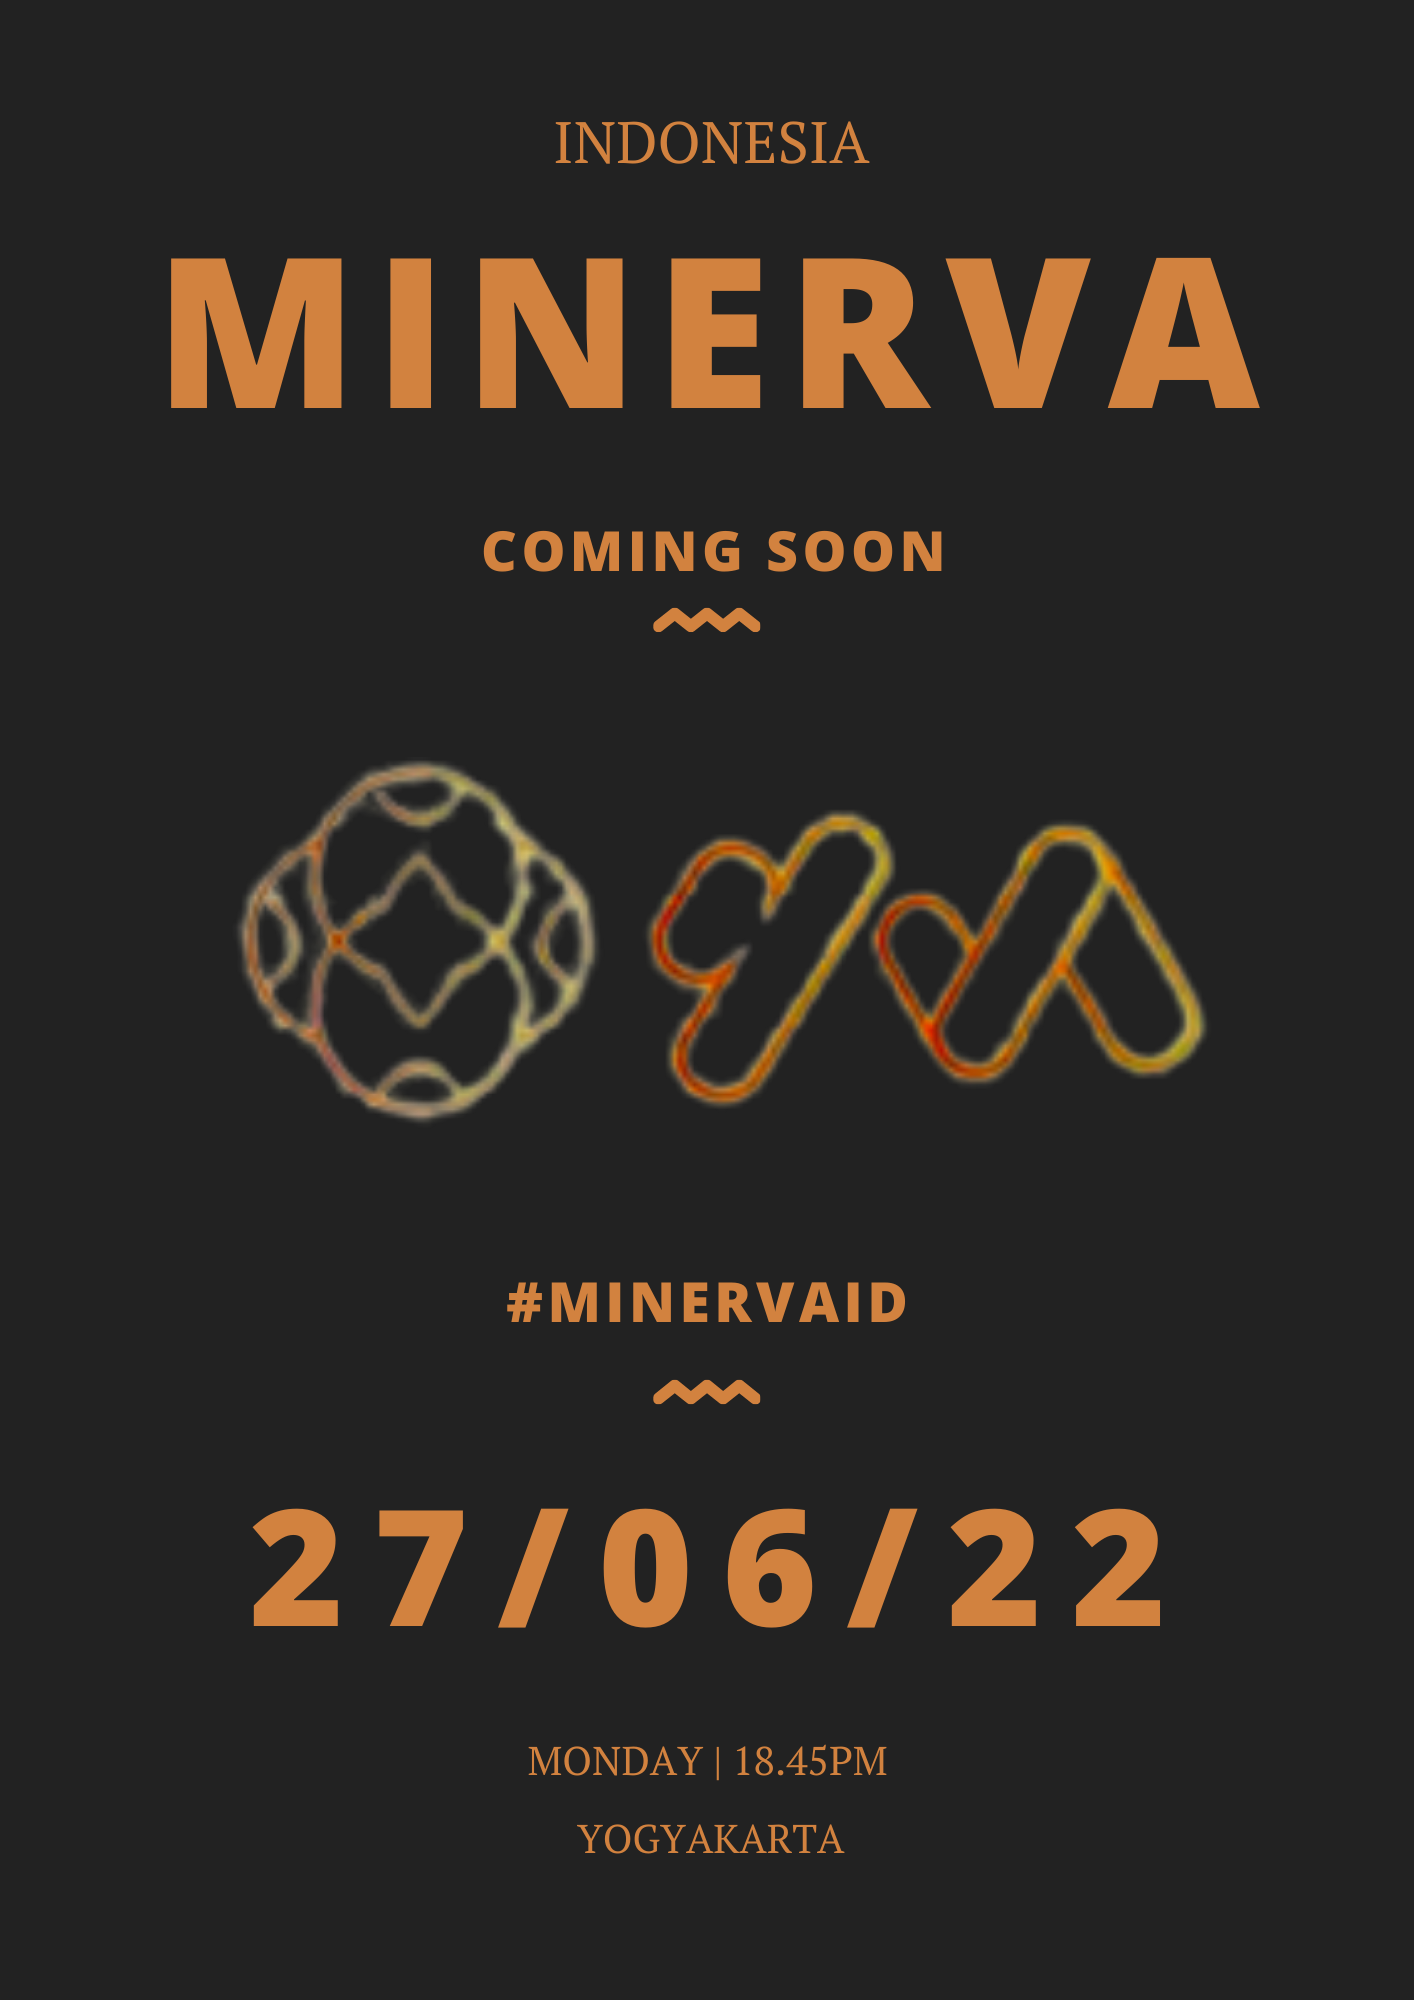 INDONESIA
MINERVA
COMING SOON
#MINERVAID
27/06/22
MONDAY | 18.45PM
YOGYAKARTA